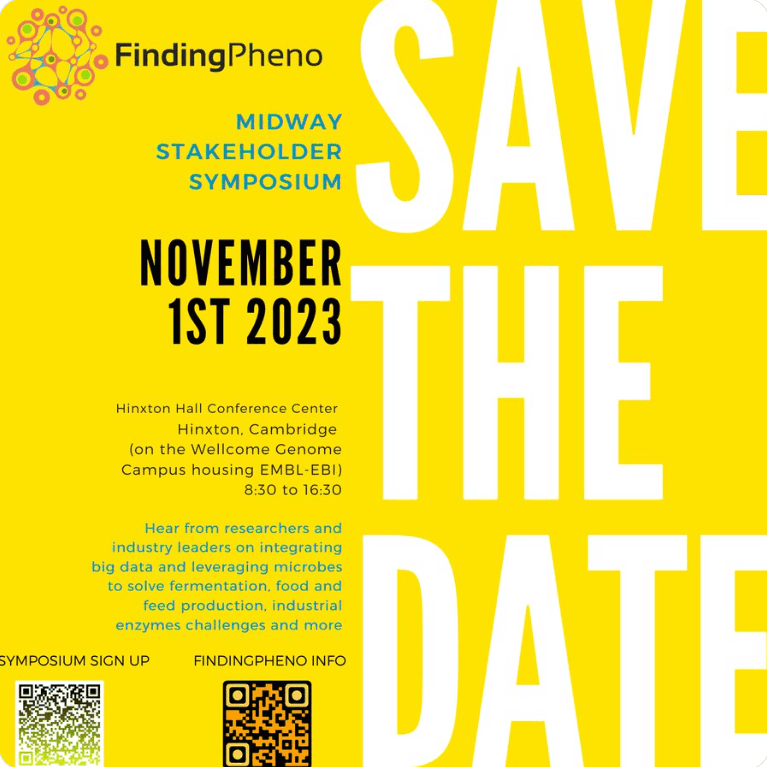 FindingPheno
MIDWAY
STAKEHOLDER
SYMPOSIUM
NOVEMBER
1ST 2023
Hinxton Hall Conference Center
Hinxton, Cambridge
(on the Wellcome Genome
Campus housing EMBL-EBI)
8:30 to 16:30
Hear from researchers and
industry leaders on integrating
big data and leveraging microbes
to solve fermentation, food and
feed production, industrial
enzymes challenges and more
SYMPOSIUM SIGN UP
FINDINGPHENO INFO
SAVE
THE
DATE